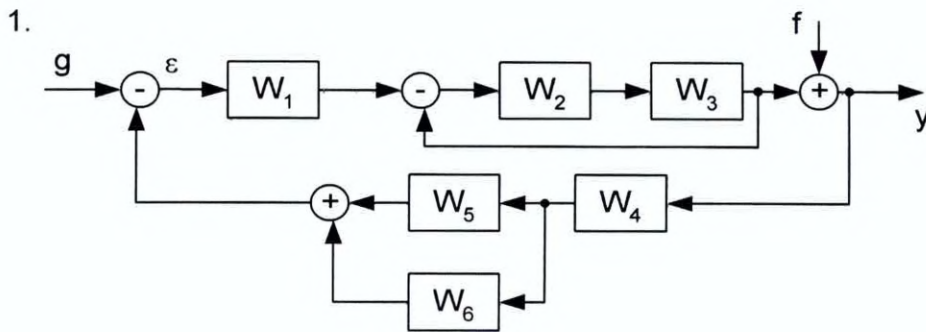 1.
f
g
ε
-
W₁
-
W₂
W₃
+
y
+
W₅
W₄
W₆